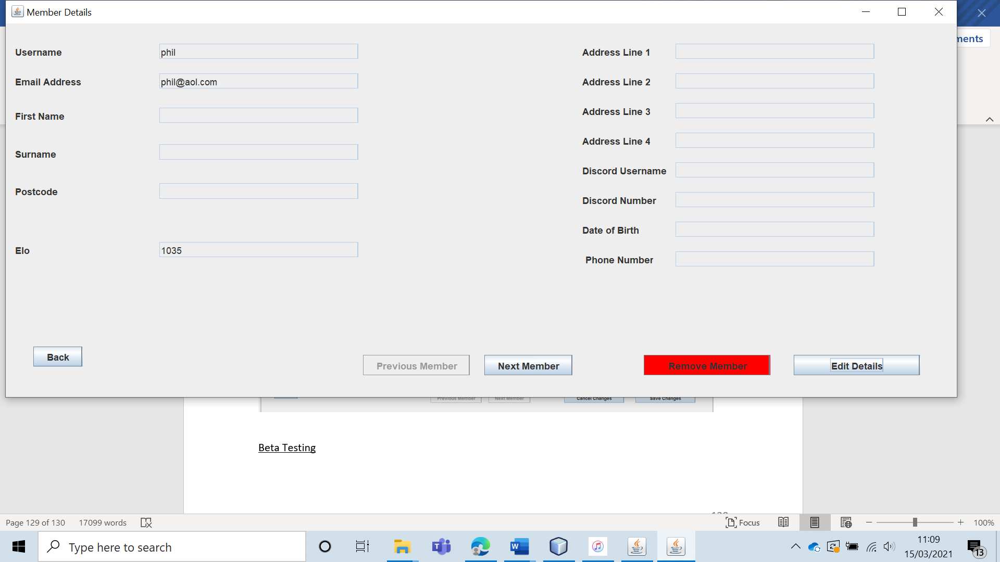 Member Details
ments
Username
phil
Address Line 1
Email Address
phil@aol.com
Address Line 2
First Name
Address Line 3
Surname
Address Line 4
Discord Username
Postcode
Discord Number
Date of Birth
Elo
1035
Phone Number
Back
Previous Member
Next Member
Remove Member
Edit Details
Previous Member
Next Member
Cancel Changes
Save Changes
Beta Testing
Page 129 of 130
17099 words
Focus
100%
Type here to search
11:09
15/03/2021
13